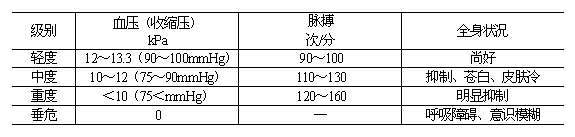 级别 血压（收缩压） kPa 脉搏 次/分 全身状况
轻度 12～13.3（90～100mmHg） 90～100 尚好
中度 10～12（75～90mmHg） 110～130 抑制、苍白、皮肤冷
重度 ＜10（75＜mmHg） 120～160 明显抑制
垂危 0 — 呼吸障碍、意识模糊